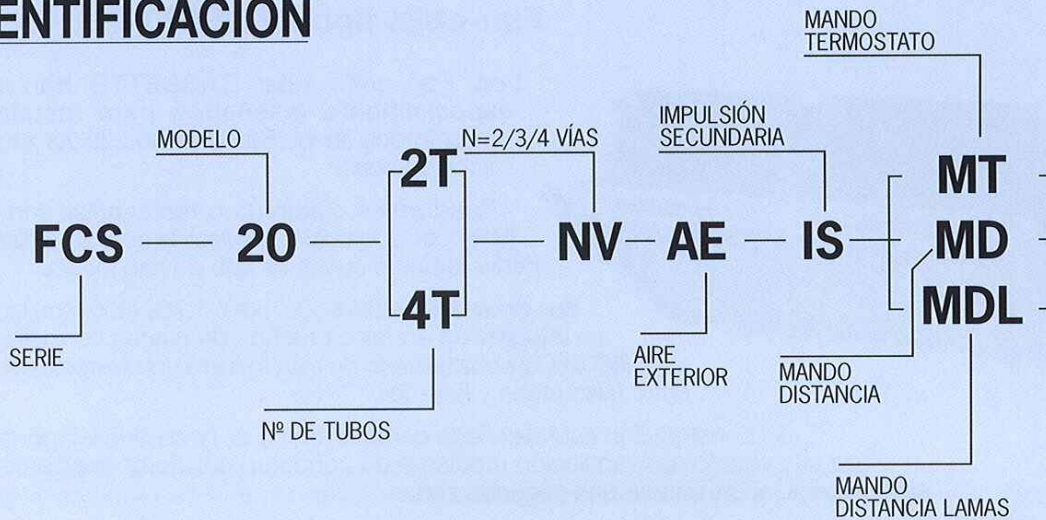 ENTIFICACIÓN
MANDO
TERMOSTATO
MODELO
N=2/3/4 VÍAS
IMPULSIÓN
SECUNDARIA
2T
MT
FCS
20
NV
AE
IS
MD
4T
MDL
SERIE
AIRE
EXTERIOR
MANDO
DISTANCIA
Nº DE TUBOS
MANDO
DISTANCIA LAMAS